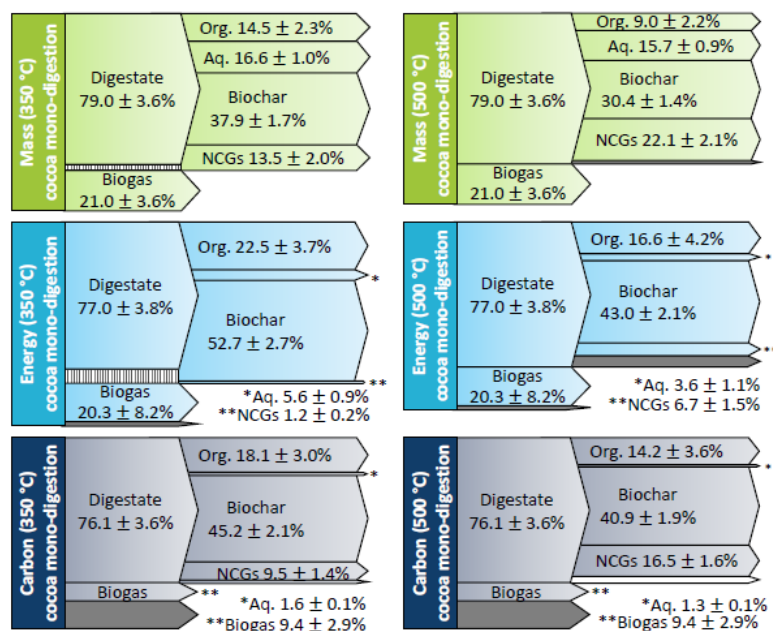 Mass (350 °C)
cocoa mono-digestion
Digestate
79.0 ± 3.6%
Biogas
21.0 ± 3.6%
Org. 14.5 ± 2.3%
Aq. 16.6 ± 1.0%
Biochar
37.9 ± 1.7%
NCGs 13.5 ± 2.0%
Mass (500 °C)
cocoa mono-digestion
Digestate
79.0 ± 3.6%
Biogas
21.0 ± 3.6%
Org. 9.0 ± 2.2%
Aq. 15.7 ± 0.9%
Biochar
30.4 ± 1.4%
NCGs 22.1 ± 2.1%
Energy (350 °C)
cocoa mono-digestion
Digestate
77.0 ± 3.8%
Biogas
20.3 ± 8.2%
Org. 22.5 ± 3.7%
*
Biochar
52.7 ± 2.7%
**
*Aq. 5.6 ± 0.9%
**NCGs 1.2 ± 0.2%
Energy (500 °C)
cocoa mono-digestion
Digestate
77.0 ± 3.8%
Biogas
20.3 ± 8.2%
Org. 16.6 ± 4.2%
*
Biochar
43.0 ± 2.1%
**
*Aq. 3.6 ± 1.1%
**NCGs 6.7 ± 1.5%
Carbon (350 °C)
cocoa mono-digestion
Digestate
76.1 ± 3.6%
Biogas
**
Org. 18.1 ± 3.0%
*
Biochar
45.2 ± 2.1%
NCGs 9.5 ± 1.4%
*Aq. 1.6 ± 0.1%
**Biogas 9.4 ± 2.9%
Carbon (500 °C)
cocoa mono-digestion
Digestate
76.1 ± 3.6%
Biogas
**
Org. 14.2 ± 3.6%
*
Biochar
40.9 ± 1.9%
NCGs 16.5 ± 1.6%
*Aq. 1.3 ± 0.1%
**Biogas 9.4 ± 2.9%